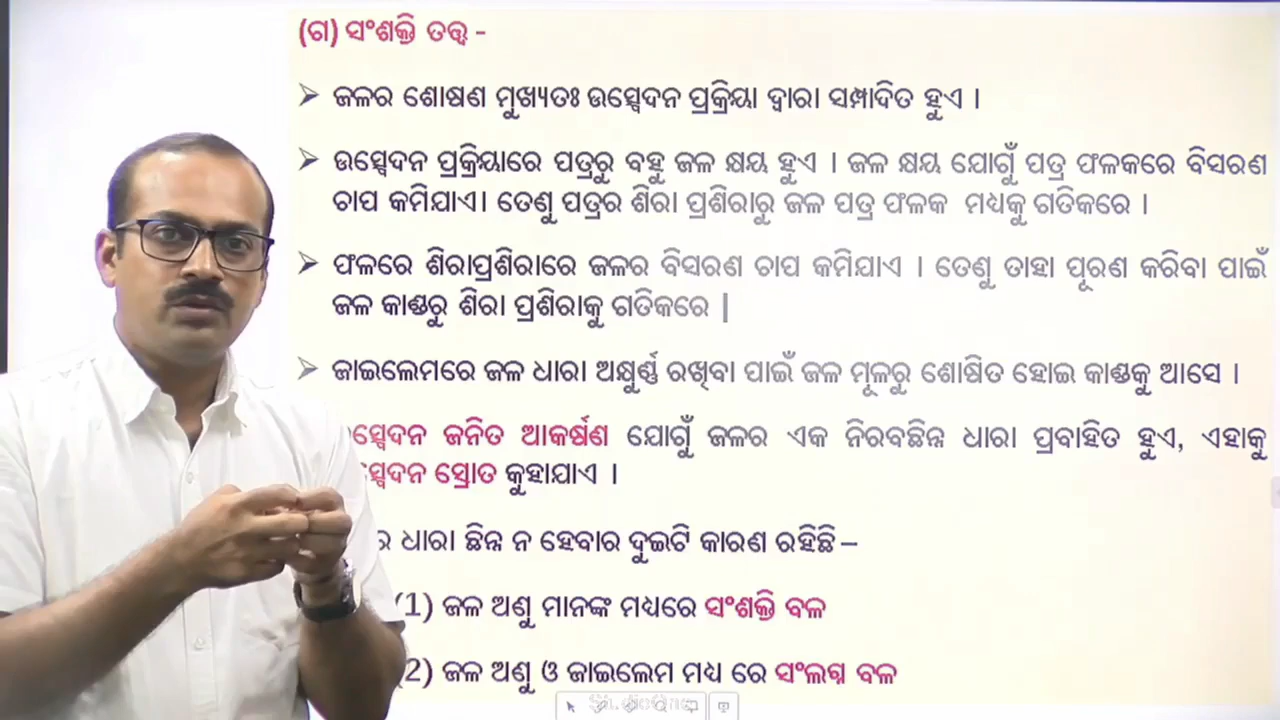 (ଗ) ସଂଶକ୍ତି ତତ୍ତ୍ୱ -
➢ ଜଳର ଶୋଷଣ ମୁଖ୍ୟତଃ ଉତ୍ସ୍ୱେଦନ ପ୍ରକ୍ରିୟା ଦ୍ୱାରା ସମ୍ପାଦିତ ହୁଏ ।
➢ ଉତ୍ସ୍ୱେଦନ ପ୍ରକ୍ରିୟାରେ ପତ୍ରରୁ ବହୁ ଜଳ କ୍ଷୟ ହୁଏ । ଜଳ କ୍ଷୟ ଯୋଗୁଁ ପତ୍ର ଫଳକରେ ବିସରଣ
ଚାପ କମିଯାଏ। ତେଣୁ ପତ୍ରର ଶିରା ପ୍ରଶିରାରୁ ଜଳ ପତ୍ର ଫଳକ ମଧ୍ୟକୁ ଗତିକରେ ।
➢ ଫଳରେ ଶିରାପ୍ରଶିରାରେ ଜଳର ବିସରଣ ଚାପ କମିଯାଏ । ତେଣୁ ତାହା ପୂରଣ କରିବା ପାଇଁ
ଜଳ କାଣ୍ଡରୁ ଶିରା ପ୍ରଶିରାକୁ ଗତିକରେ |
➢ ଜାଇଲେମରେ ଜଳ ଧାରା ଅକ୍ଷୁର୍ଣ୍ଣ ରଖିବା ପାଇଁ ଜଳ ମୂଳରୁ ଶୋଷିତ ହୋଇ କାଣ୍ଡକୁ ଆସେ ।
ତ୍ସ୍ୱେଦନ ଜନିତ ଆକର୍ଷଣ ଯୋଗୁଁ ଜଳର ଏକ ନିରବଛିନ୍ନ ଧାରା ପ୍ରବାହିତ ହୁଏ, ଏହାକୁ
ତ୍ସ୍ୱେଦନ ସ୍ରୋତ କୁହାଯାଏ ।
ର ଧାରା ଛିନ୍ନ ନ ହେବାର ଦୁଇଟି କାରଣ ରହିଛି –
(1) ଜଳ ଅଣୁ ମାନଙ୍କ ମଧ୍ୟରେ ସଂଶକ୍ତି ବଳ
(2) ଜଳ ଅଣୁ ଓ ଜାଇଲେମ ମଧ୍ୟ ରେ ସଂଲଗ୍ନ ବଳ